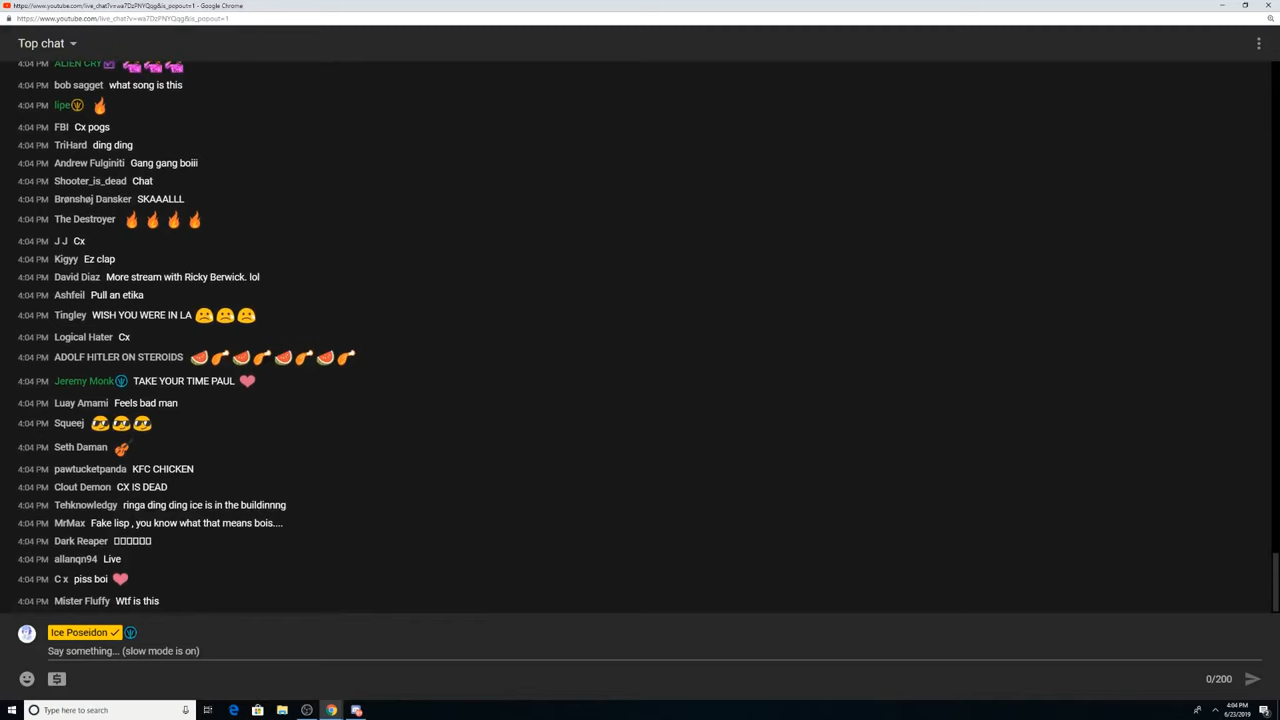 https://www.youtube.com/live_chat?v=wa7DzPNYQqg&is_popout=1 - Google Chrome
https://www.youtube.com/live_chat?v=wa7DzPNYQqg&is_popout=1
Top chat
4:04 PM ALIEN CRY
4:04 PM bob sagget what song is this
4:04 PM lipe
4:04 PM FBI Cx pogs
4:04 PM TriHard ding ding
4:04 PM Andrew Fulginiti Gang gang boiii
4:04 PM Shooter_is_dead Chat
4:04 PM Brønshøj Dansker SKAAALLL
4:04 PM The Destroyer
4:04 PM J J Cx
4:04 PM Kigyy Ez clap
4:04 PM David Diaz More stream with Ricky Berwick. lol
4:04 PM Ashfeil Pull an etika
4:04 PM Tingley WISH YOU WERE IN LA
4:04 PM Logical Hater Cx
4:04 PM ADOLF HITLER ON STEROIDS
4:04 PM Jeremy Monk TAKE YOUR TIME PAUL
4:04 PM Luay Amami Feels bad man
4:04 PM Squeej
4:04 PM Seth Daman
4:04 PM pawtucketpanda KFC CHICKEN
4:04 PM Clout Demon CX IS DEAD
4:04 PM Tehknowledgy ringa ding ding ice is in the buildinnng
4:04 PM MrMax Fake lisp , you know what that means bois....
4:04 PM Dark Reaper
4:04 PM allanqn94 Live
4:04 PM C x piss boi
4:04 PM Mister Fluffy Wtf is this
Ice Poseidon
Say something... (slow mode is on)
0/200
Type here to search
4:04 PM
6/23/2019